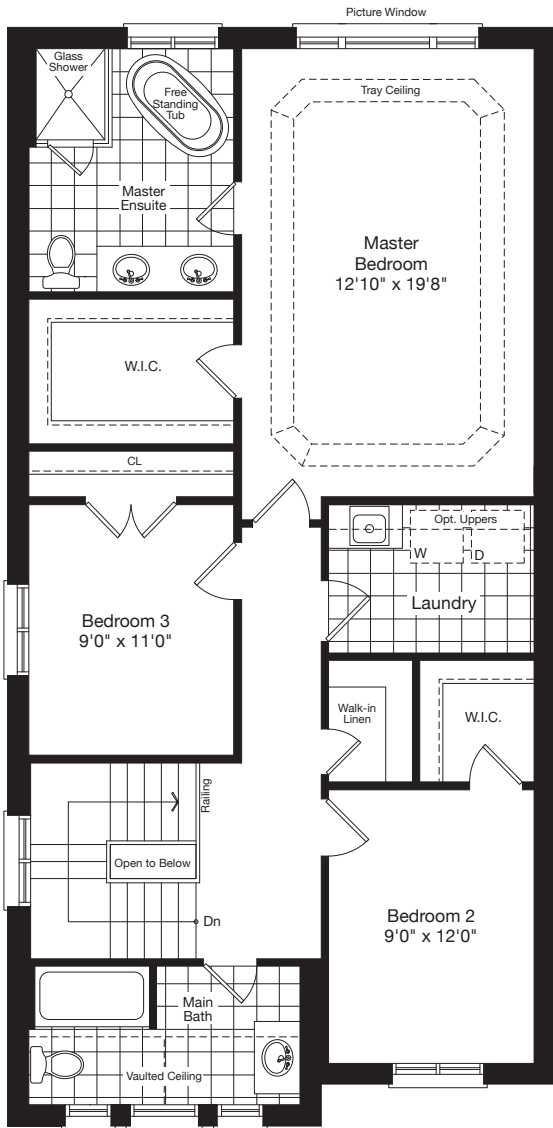 Picture Window
Glass
Shower
Free
Standing
Tub
Tray Ceiling
Master
Ensuite
Master
Bedroom
12'10" x 19'8"
W.I.C.
CL
Opt. Uppers
W
D
Laundry
Bedroom 3
9'0" x 11'0"
Walk-in
Linen
W.I.C.
Railing
Open to Below
Dn
Bedroom 2
9'0" x 12'0"
Main
Bath
Vaulted Ceiling